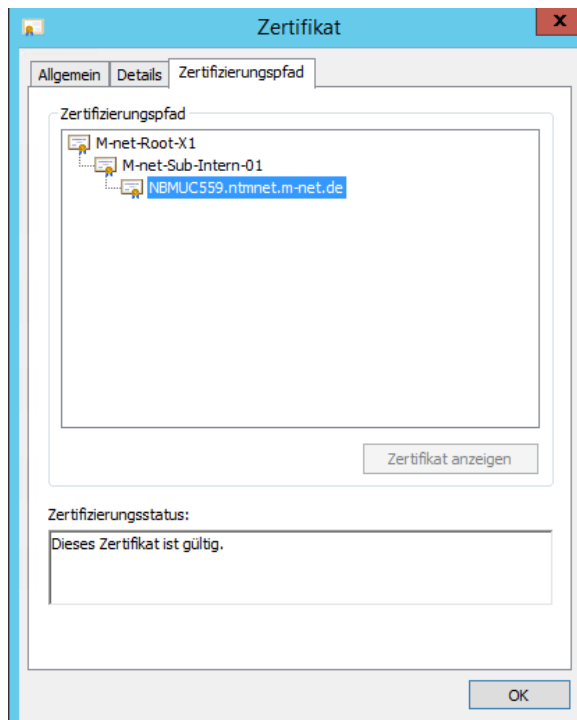 Zertifikat
x
Allgemein
Details
Zertifizierungspfad
Zertifizierungspfad
M-net-Root-X1
M-net-Sub-Intern-01
NBMUC559.ntmnet.m-net.de
Zertifikat anzeigen
Zertifizierungsstatus:
Dieses Zertifikat ist gültig.
OK